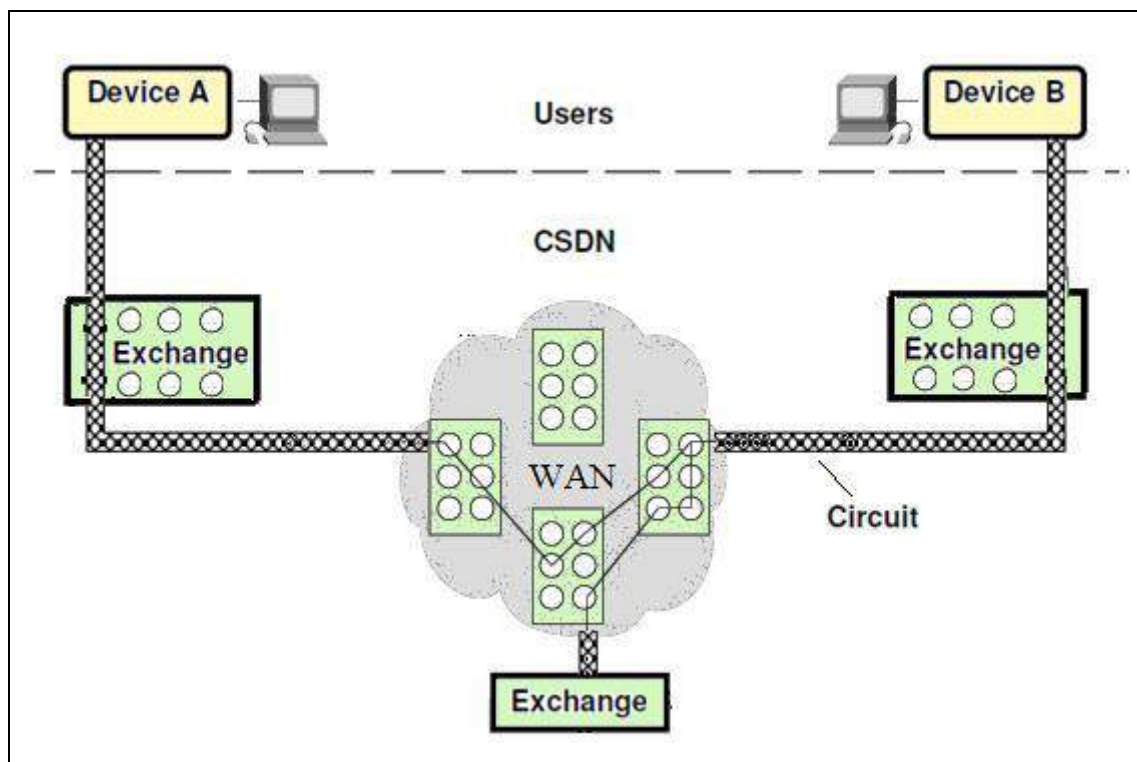 Device A
Device B
Users
CSDN
Exchange
Exchange
WAN
Circuit
Exchange